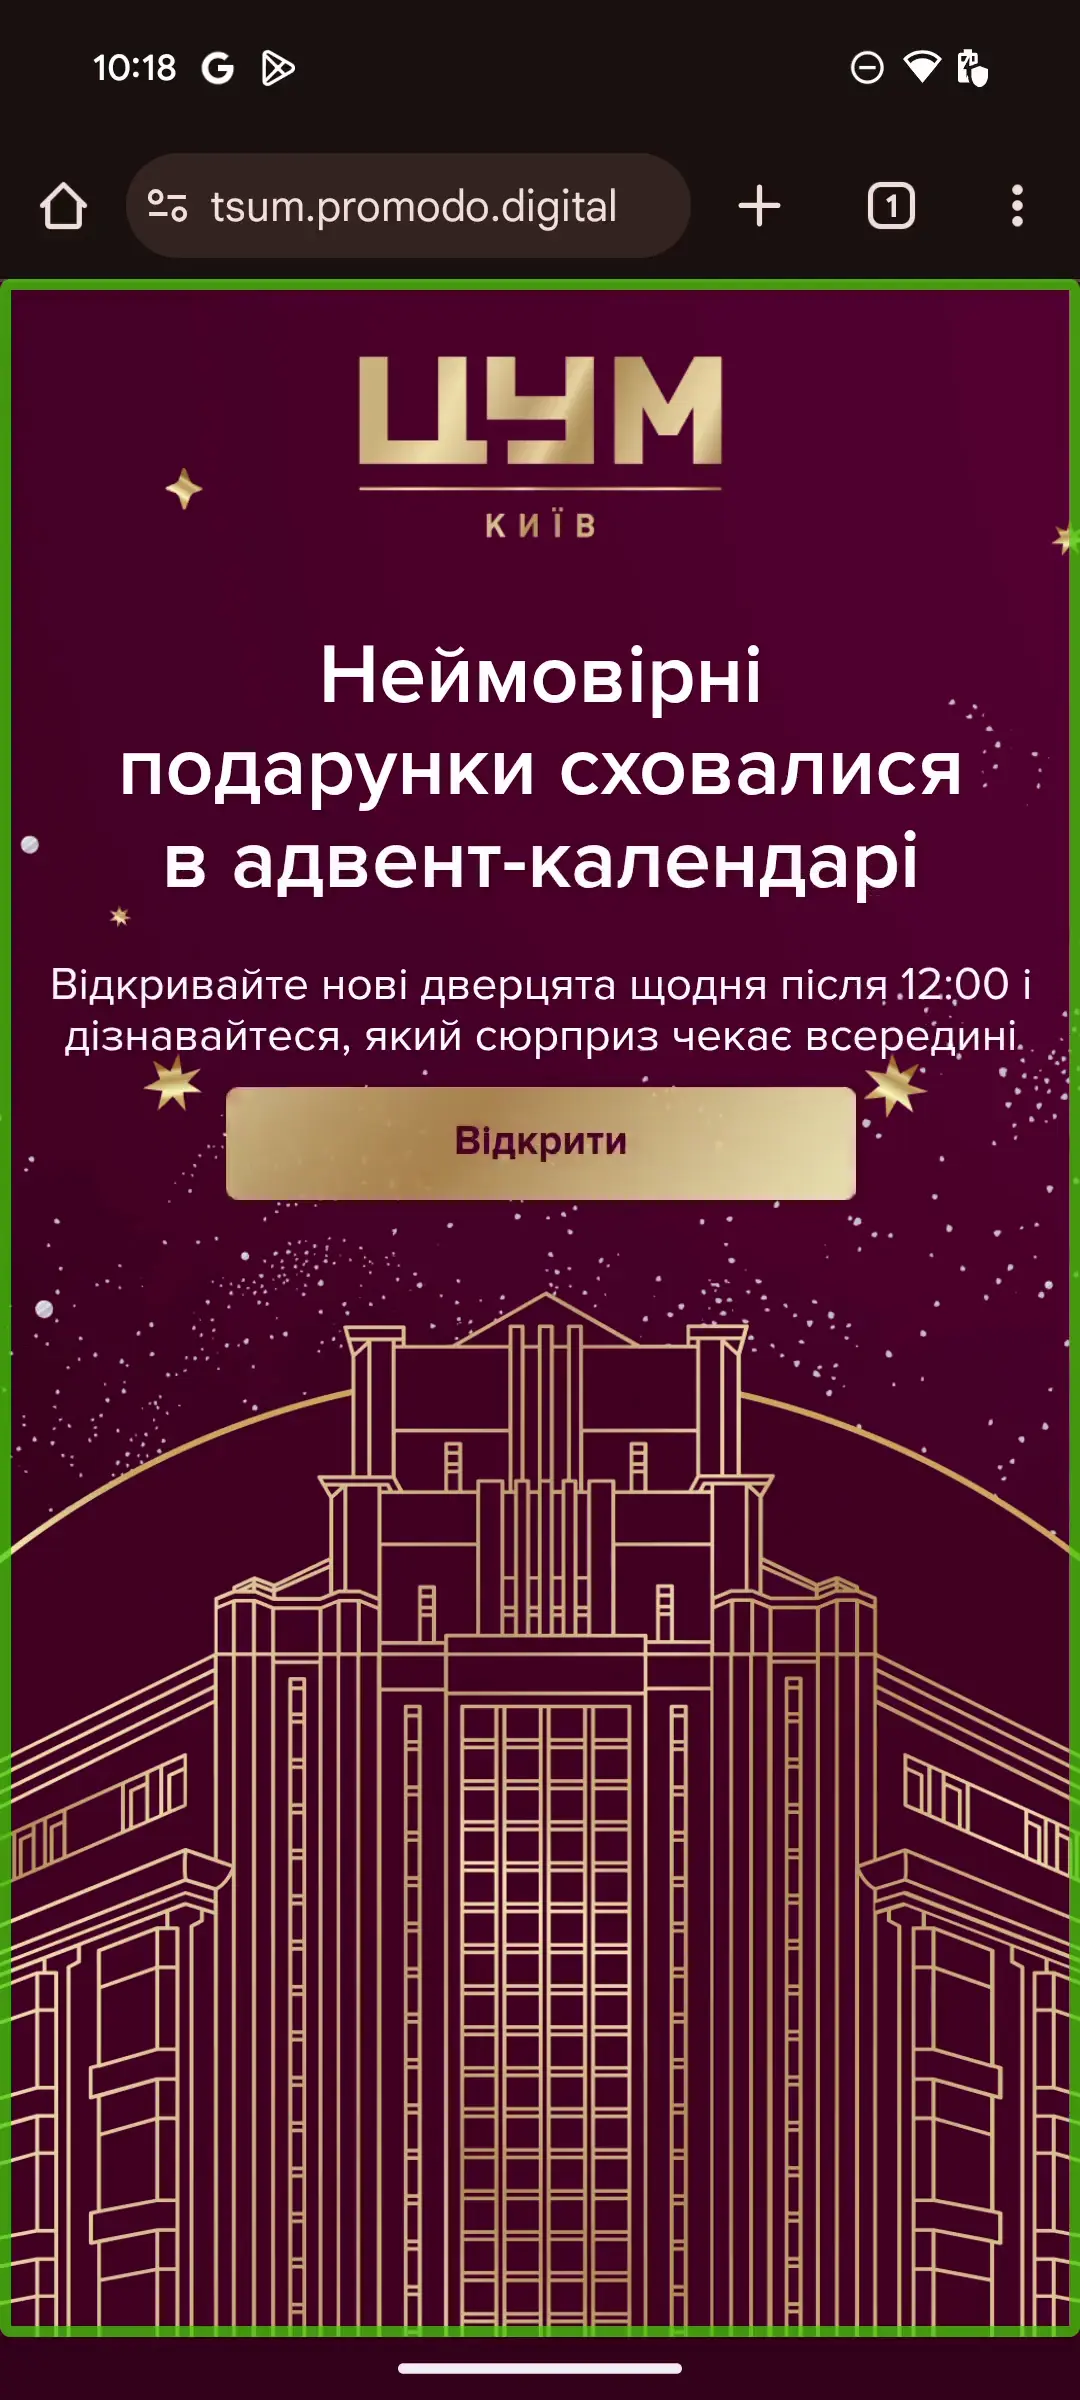 10:18
tsum.promodo.digital
1
ЦУМ
КИЇВ
Неймовірні
подарунки сховалися
в адвент-календарі
Відкривайте нові дверцята щодня після 12:00 і
дізнавайтеся, який сюрприз чекає всередині.
Відкрити